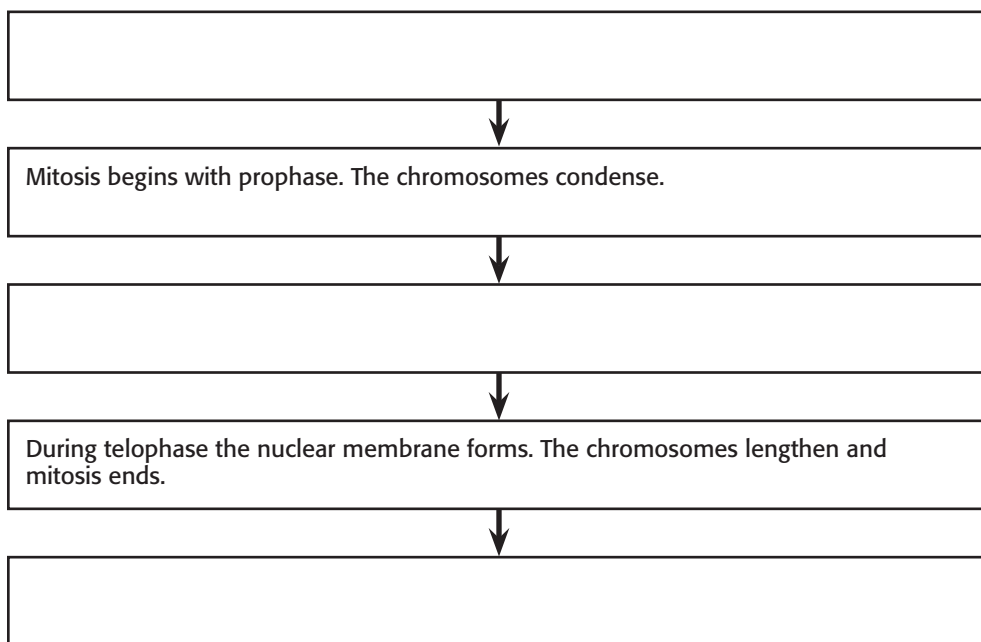 Mitosis begins with prophase. The chromosomes condense.
During telophase the nuclear membrane forms. The chromosomes lengthen and
mitosis ends.